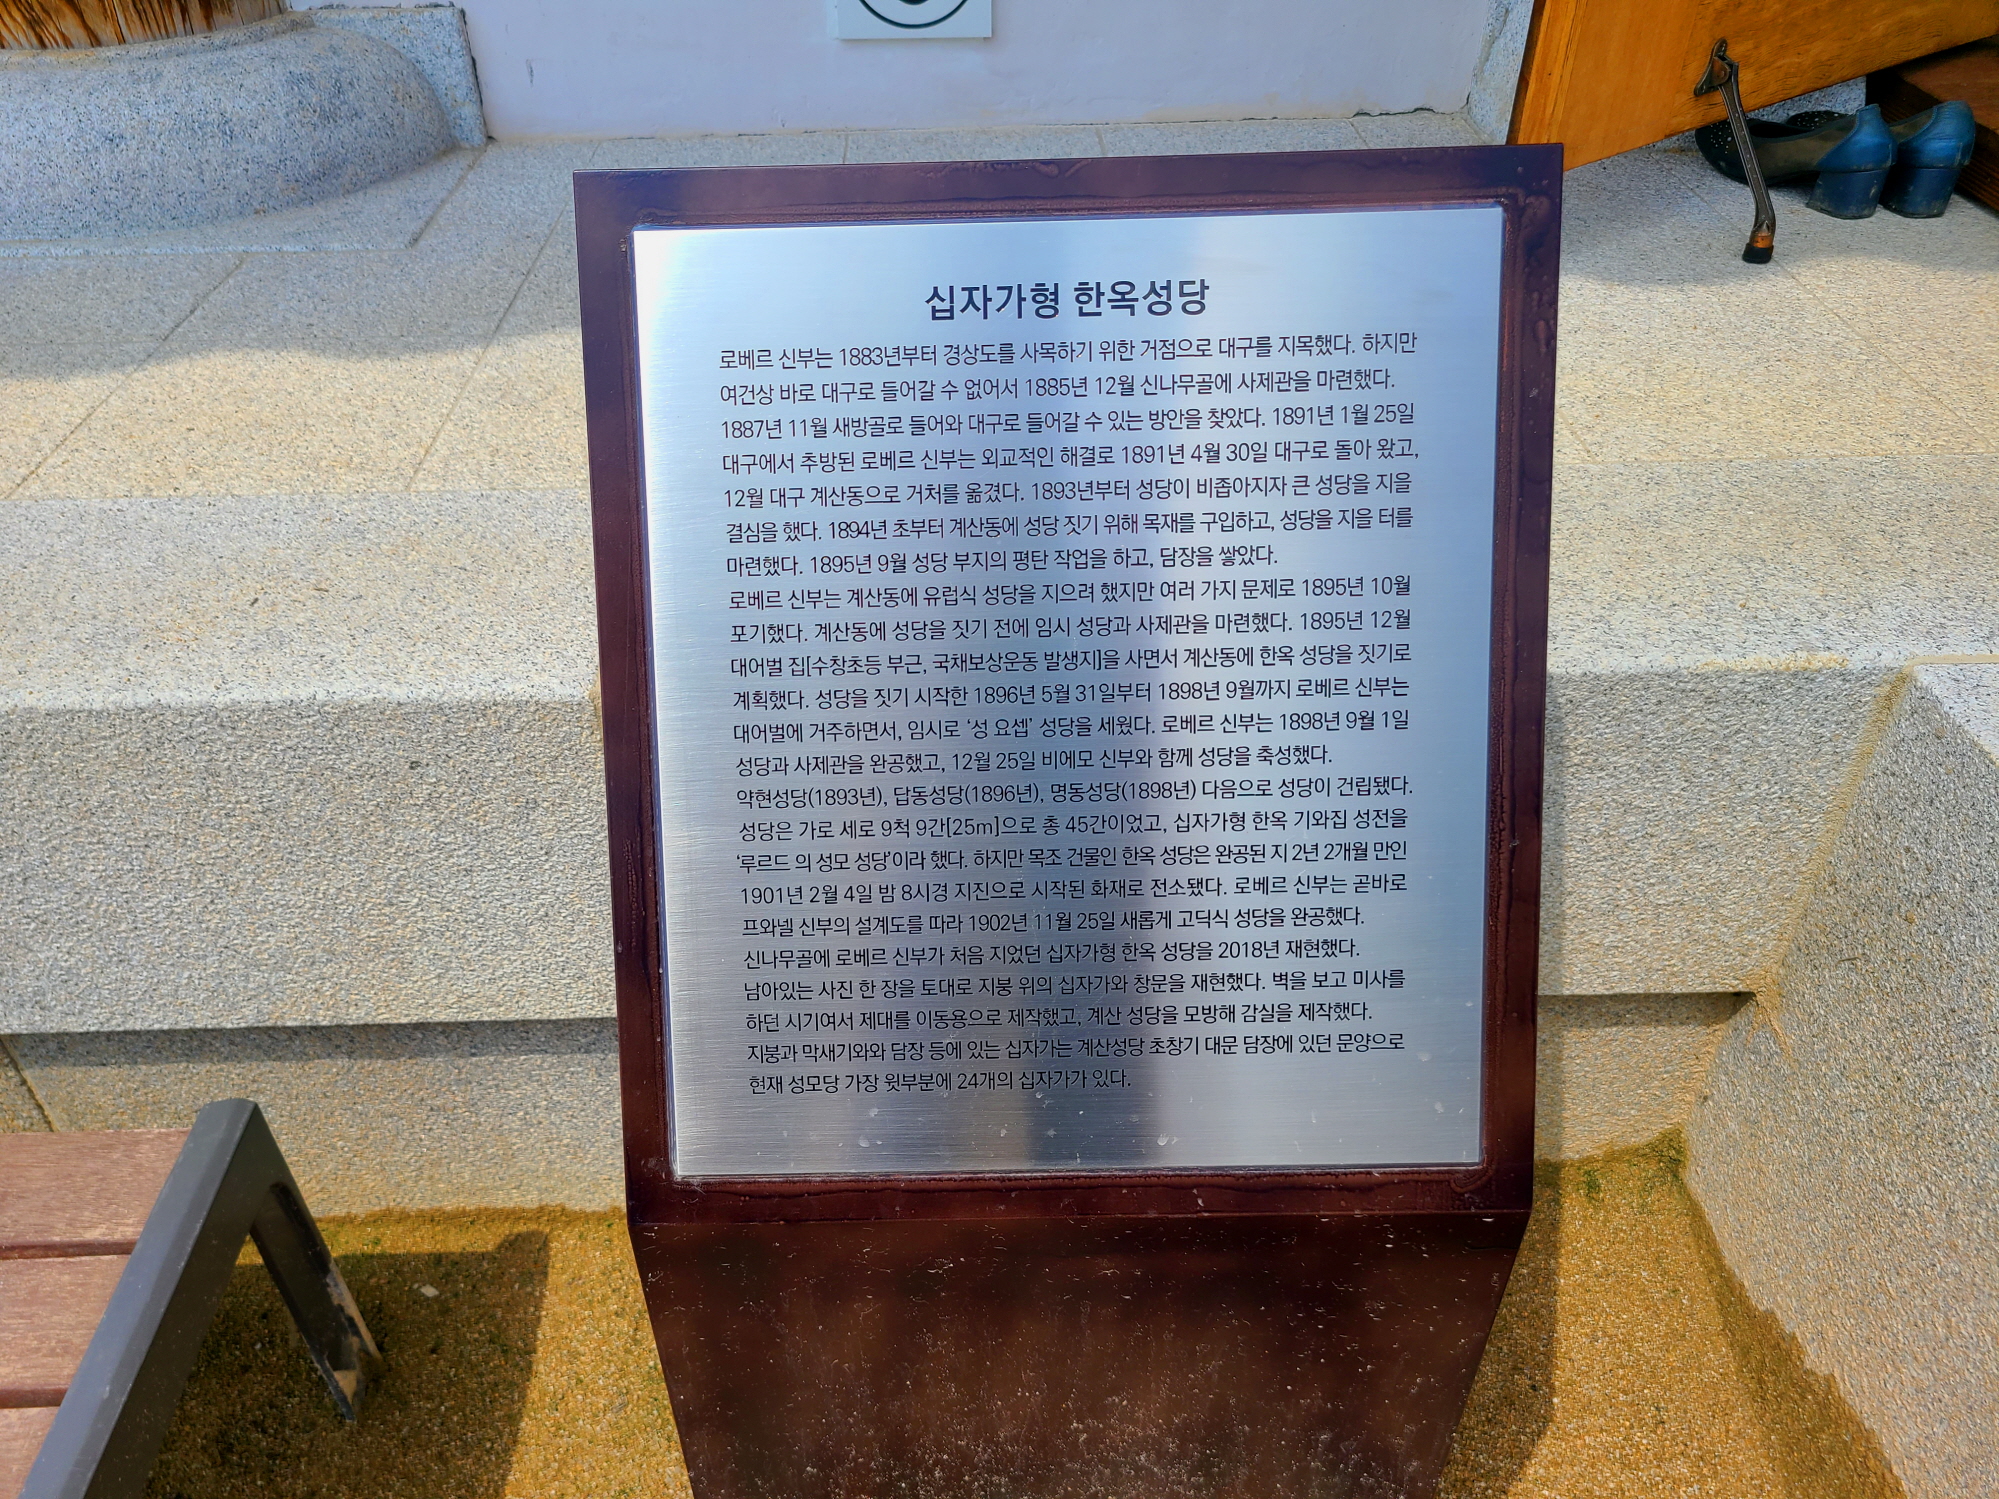 십자가형 한옥성당
로베르 신부는 1883년부터 경상도를 사목하기 위한 거점으로 대구를 지목했다. 하지만
여건상 바로 대구로 들어갈 수 없어서 1885년 12월 신나무골에 사제관을 마련했다.
1887년 11월 새방골로 들어와 대구로 들어갈 수 있는 방안을 찾았다. 1891년 1월 25일
대구에서 추방된 로베르 신부는 외교적인 해결로 1891년 4월 30일 대구로 돌아 왔고,
12월 대구 계산동으로 거처를 옮겼다. 1893년부터 성당이 비좁아지자 큰 성당을 지을
결심을 했다. 1894년 초부터 계산동에 성당 짓기 위해 목재를 구입하고, 성당을 지을 터를
마련했다. 1895년 9월 성당 부지의 평탄 작업을 하고, 담장을 쌓았다.
로베르 신부는 계산동에 유럽식 성당을 지으려 했지만 여러 가지 문제로 1895년 10월
포기했다. 계산동에 성당을 짓기 전에 임시 성당과 사제관을 마련했다. 1895년 12월
대어벌 집[수창초등 부근, 국채보상운동 발생지]을 사면서 계산동에 한옥 성당을 짓기로
계획했다. 성당을 짓기 시작한 1896년 5월 31일부터 1898년 9월까지 로베르 신부는
대어벌에 거주하면서, 임시로 ‘성 요셉’ 성당을 세웠다. 로베르 신부는 1898년 9월 1일
성당과 사제관을 완공했고, 12월 25일 비에모 신부와 함께 성당을 축성했다.
약현성당(1893년), 답동성당(1896년), 명동성당(1898년) 다음으로 성당이 건립됐다.
성당은 가로 세로 9척 9간[25m]으로 총 45간이었고, 십자가형 한옥 기와집 성전을
‘루르드 의 성모 성당’이라 했다. 하지만 목조 건물인 한옥 성당은 완공된 지 2년 2개월 만인
1901년 2월 4일 밤 8시경 지진으로 시작된 화재로 전소됐다. 로베르 신부는 곧바로
프와넬 신부의 설계도를 따라 1902년 11월 25일 새롭게 고딕식 성당을 완공했다.
신나무골에 로베르 신부가 처음 지었던 십자가형 한옥 성당을 2018년 재현했다.
남아있는 사진 한 장을 토대로 지붕 위의 십자가와 창문을 재현했다. 벽을 보고 미사를
하던 시기여서 제대를 이동용으로 제작했고, 계산 성당을 모방해 감실을 제작했다.
지붕과 막새기와와 담장 등에 있는 십자가는 계산성당 초창기 대문 담장에 있던 문양으로
현재 성모당 가장 윗부분에 24개의 십자가가 있다.